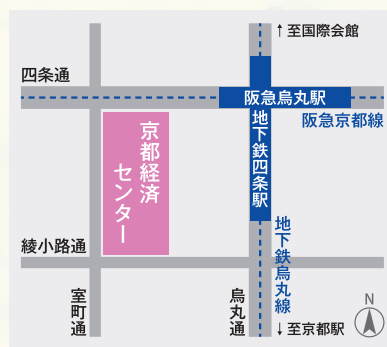 ↑至国際会館
四条通
阪急烏丸駅
阪急京都線
地下鉄四条駅
京都経済
センター
地下鉄烏丸線
綾小路通
室町通
烏丸通
↓至京都駅
N